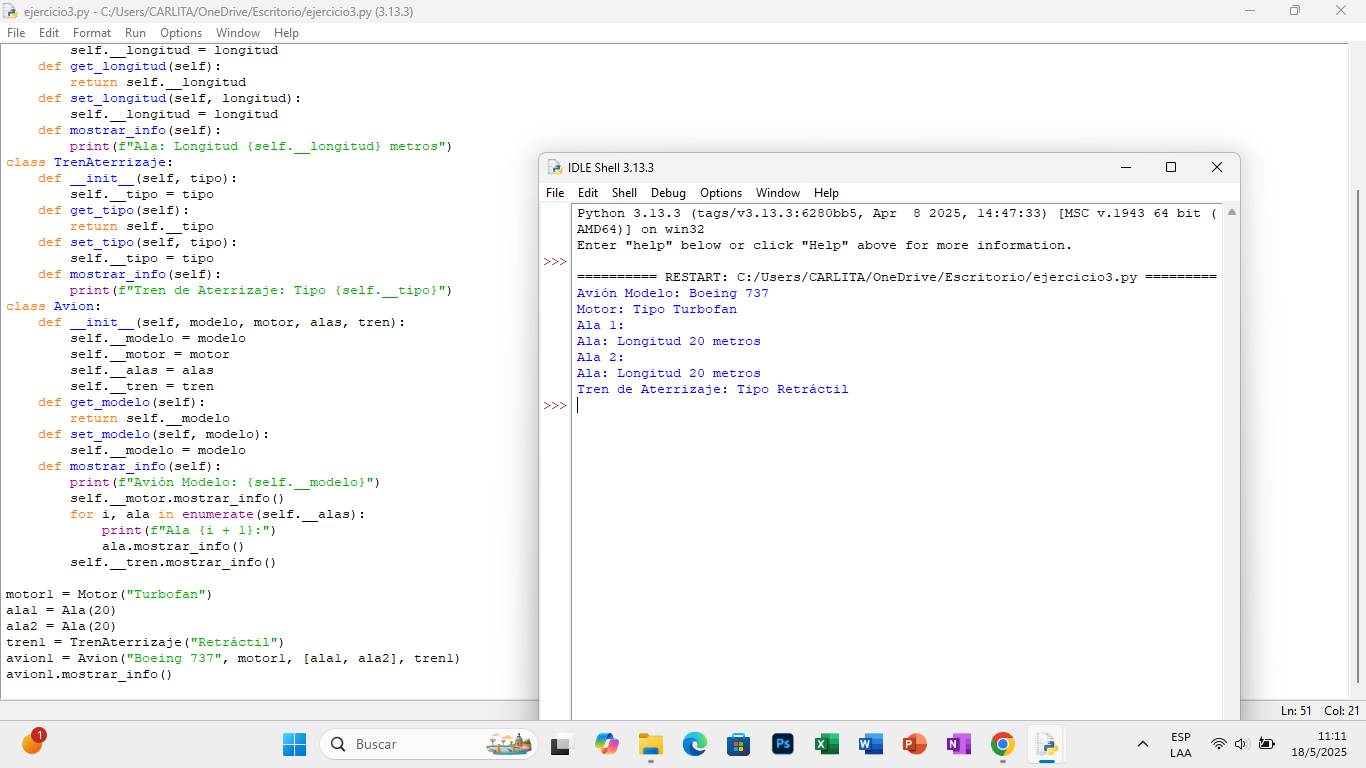 ejercicio3.py - C:/Users/CARLITA/OneDrive/Escritorio/ejercicio3.py (3.13.3)
File Edit Format Run Options Window Help
        self.__longitud = longitud
    def get_longitud(self):
        return self.__longitud
    def set_longitud(self, longitud):
        self.__longitud = longitud
    def mostrar_info(self):
        print(f"Ala: Longitud {self.__longitud} metros")
class TrenAterrizaje:
    def __init__(self, tipo):
        self.__tipo = tipo
    def get_tipo(self):
        return self.__tipo
    def set_tipo(self, tipo):
        self.__tipo = tipo
    def mostrar_info(self):
        print(f"Tren de Aterrizaje: Tipo {self.__tipo}")
class Avion:
    def __init__(self, modelo, motor, alas, tren):
        self.__modelo = modelo
        self.__motor = motor
        self.__alas = alas
        self.__tren = tren
    def get_modelo(self):
        return self.__modelo
    def set_modelo(self, modelo):
        self.__modelo = modelo
    def mostrar_info(self):
        print(f"Avión Modelo: {self.__modelo}")
        self.__motor.mostrar_info()
        for i, ala in enumerate(self.__alas):
            print(f"Ala {i + 1}:")
            ala.mostrar_info()
        self.__tren.mostrar_info()
motor1 = Motor("Turbofan")
ala1 = Ala(20)
ala2 = Ala(20)
tren1 = TrenAterrizaje("Retráctil")
avion1 = Avion("Boeing 737", motor1, [ala1, ala2], tren1)
avion1.mostrar_info()
IDLE Shell 3.13.3
File Edit Shell Debug Options Window Help
Python 3.13.3 (tags/v3.13.3:6280bb5, Apr  8 2025, 14:47:33) [MSC v.1943 64 bit (
AMD64)] on win32
Enter "help" below or click "Help" above for more information.
>>>
========== RESTART: C:/Users/CARLITA/OneDrive/Escritorio/ejercicio3.py =========
Avión Modelo: Boeing 737
Motor: Tipo Turbofan
Ala 1:
Ala: Longitud 20 metros
Ala 2:
Ala: Longitud 20 metros
Tren de Aterrizaje: Tipo Retráctil
>>>
Ln: 51 Col: 21
1
Buscar
Ps
ESP
LAA
11:11
18/5/2025